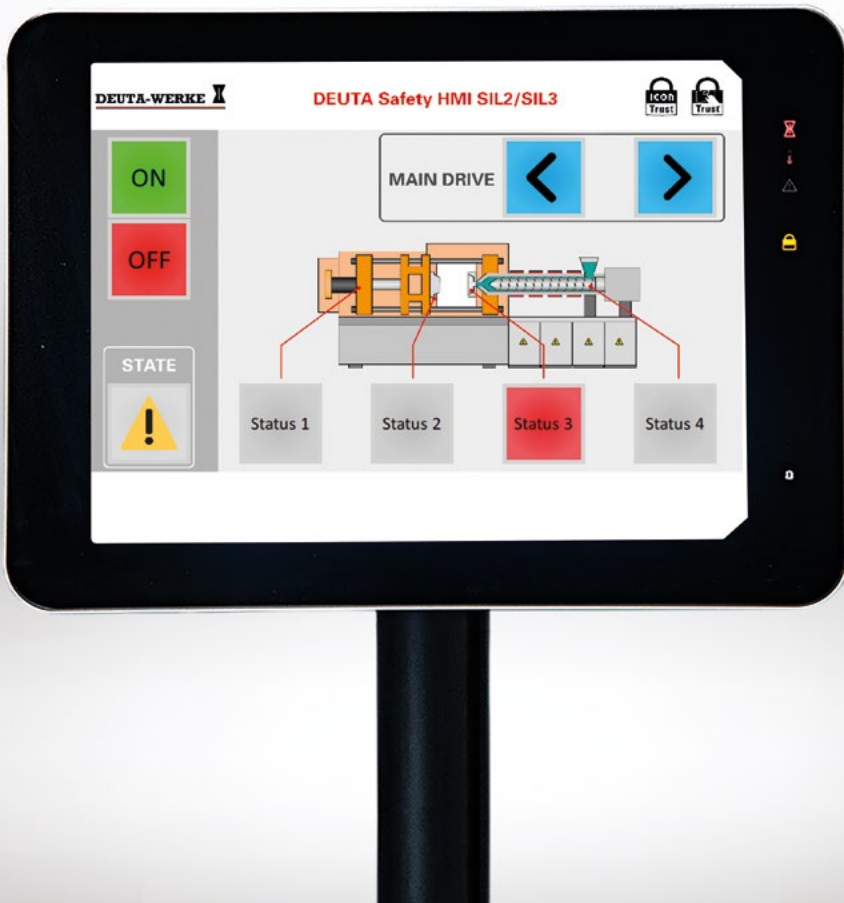 DEUTA-WERKE
DEUTA Safety HMI SIL2/SIL3
icon
Trust
Trust
ON
OFF
MAIN DRIVE
STATE
Status 1
Status 2
Status 3
Status 4